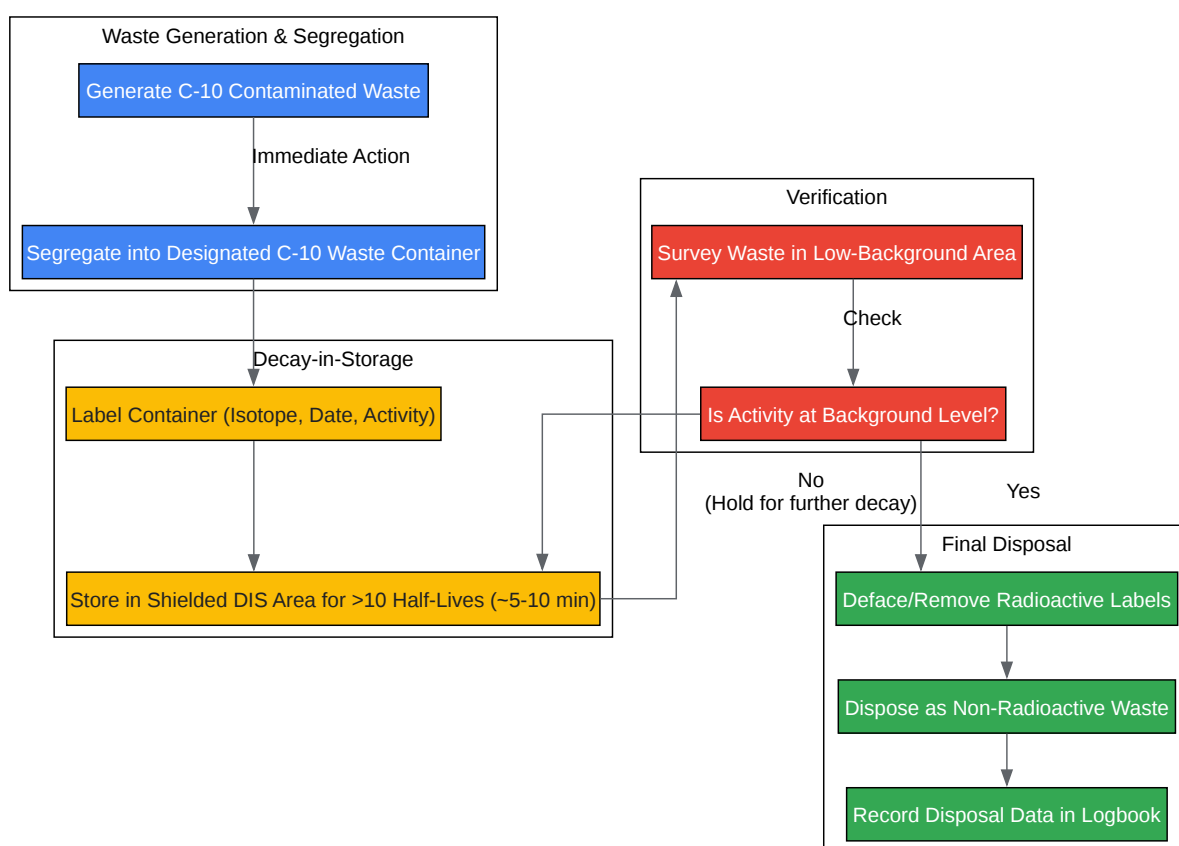 Waste Generation & Segregation
Generate C-10 Contaminated Waste
Immediate Action
Segregate into Designated C-10 Waste Container
Decay-in-Storage
Label Container (Isotope, Date, Activity)
Store in Shielded DIS Area for >10 Half-Lives (~5-10 min)
Verification
Survey Waste in Low-Background Area
Check
Is Activity at Background Level?
No
(Hold for further decay)
Yes
Final Disposal
Deface/Remove Radioactive Labels
Dispose as Non-Radioactive Waste
Record Disposal Data in Logbook